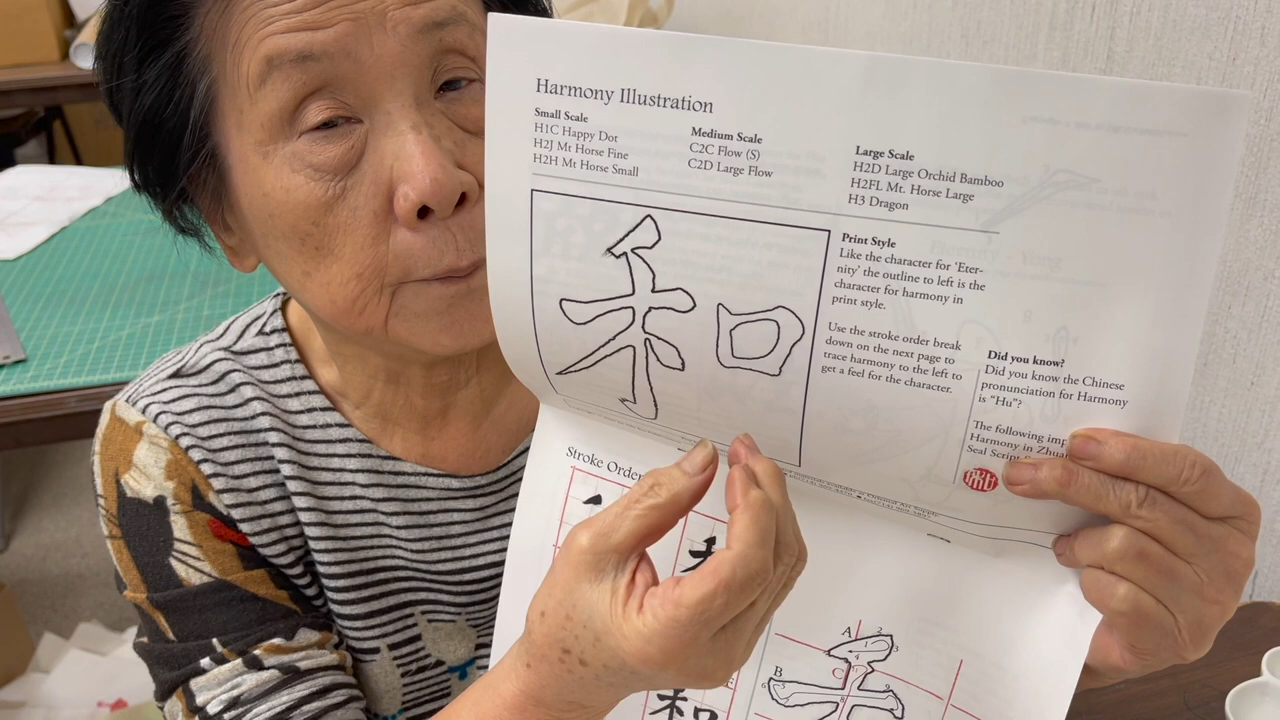 Harmony Illustration
Small Scale
H1C Happy Dot
H2J Mt Horse Fine
H2H Mt Horse Small
Medium Scale
C2C Flow (S)
C2D Large Flow
Large Scale
H2D Large Orchid Bamboo
H2FL Mt. Horse Large
H3 Dragon
和
Print Style
Like the character for ‘Eter-
nity’ the outline to left is the
character for harmony in
print style.
Use the stroke order break
down on the next page to
trace harmony to the left to
get a feel for the character.
Did you know?
Did you know the Chinese
pronunciation for Harmony
is “Hu”?
The following
Harmony in
Seal
Stroke Order
和
A
2
1
3
4
B
C